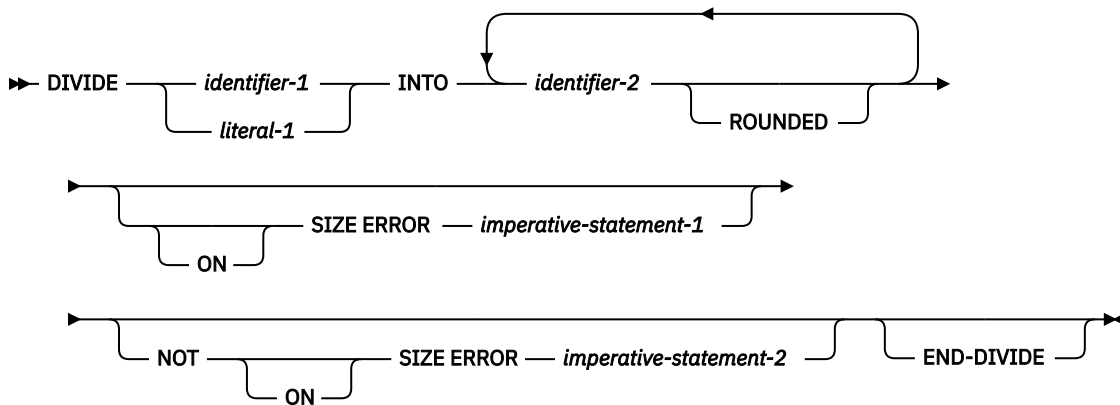 DIVIDE identifier-1 INTO identifier-2
literal-1 ROUNDED
SIZE ERROR imperative-statement-1
ON
NOT SIZE ERROR imperative-statement-2 END-DIVIDE
ON